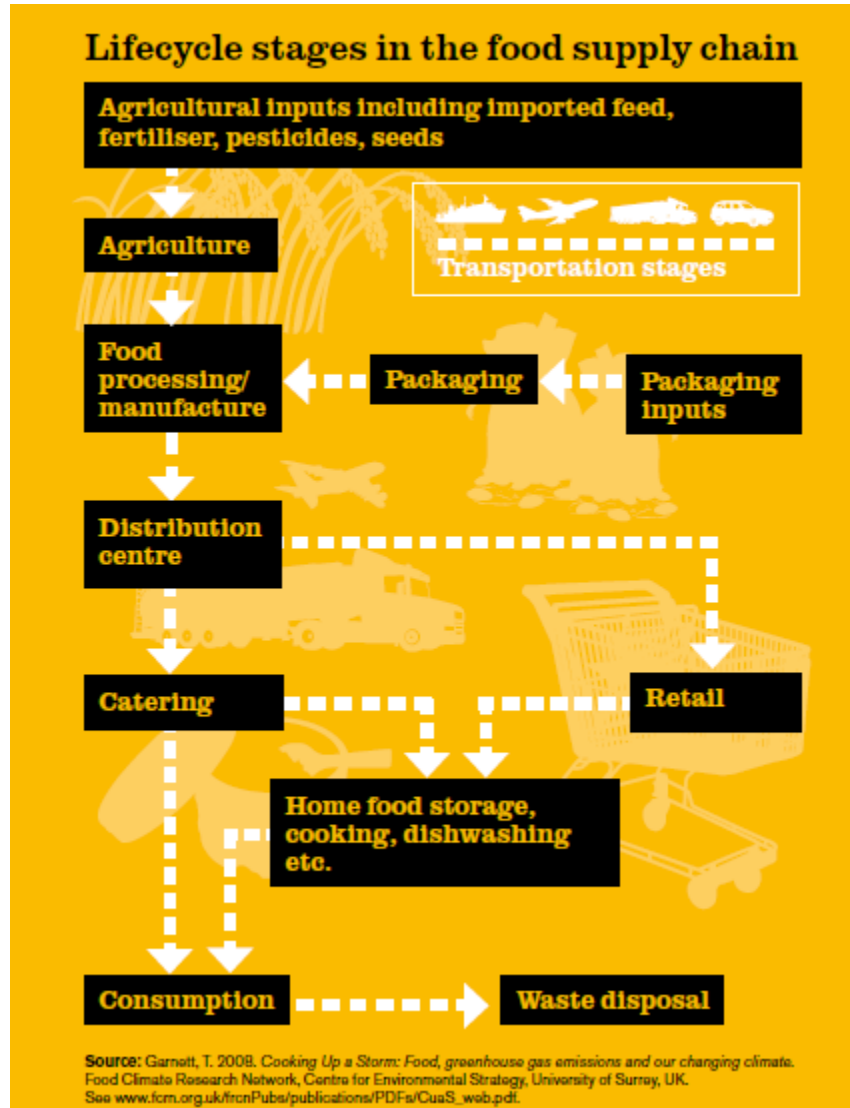 Lifecycle stages in the food supply chain
Agricultural inputs including imported feed,
fertiliser, pesticides, seeds
Agriculture
Transportation stages
Food
processing/
manufacture
Packaging
Packaging
inputs
Distribution
centre
Catering
Retail
Home food storage,
cooking, dishwashing
etc.
Consumption
Waste disposal
Source: Garnett, T. 2008. Cooking Up a Storm: Food, greenhouse gas emissions and our changing climate.
Food Climate Research Network, Centre for Environmental Strategy, University of Surrey, UK.
See www.fcrn.org.uk/frcnPubs/publications/PDFs/CuaS_web.pdf.